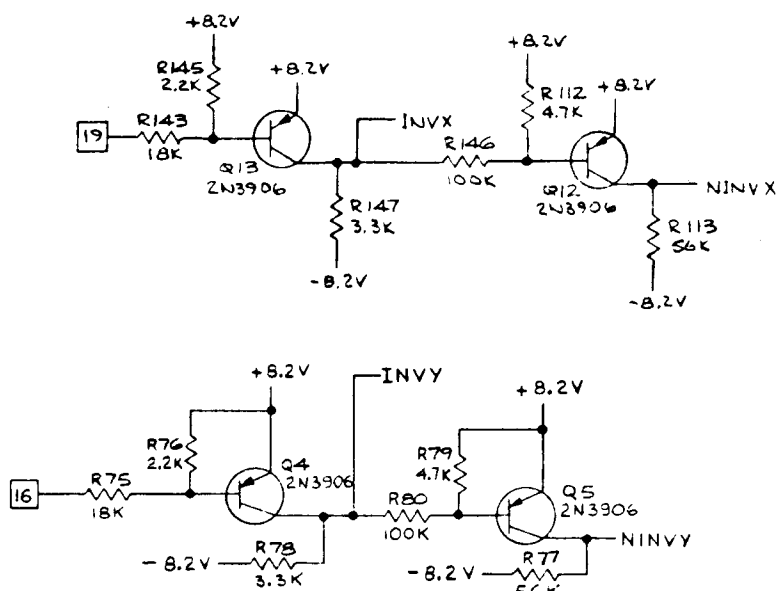 +8.2V
R145
2.2K
+8.2V
19
R143
18K
Q13
2N3906
INVX
R147
3.3K
-8.2V
R146
100K
+8.2V
R112
4.7K
+8.2V
Q12
2N3906
NINVX
R113
56K
-8.2V
+8.2V
INVY
R76
2.2K
Q4
2N3906
16
R75
18K
-8.2V
R78
3.3K
+8.2V
R79
4.7K
R80
100K
Q5
2N3906
NINVY
-8.2V
R77